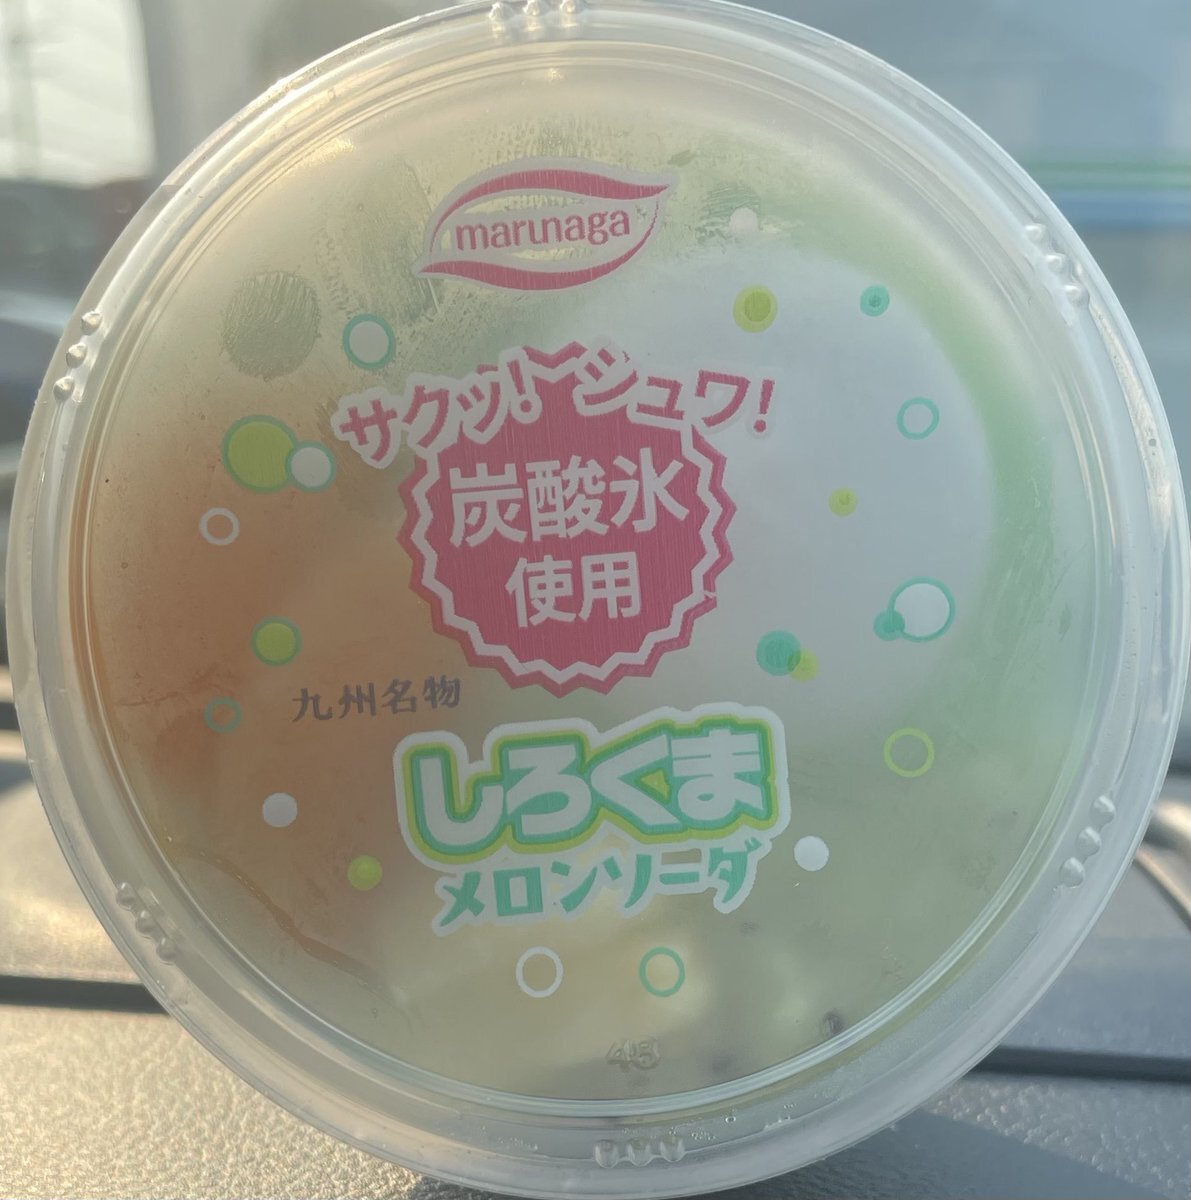 marunaga
サクッ!シュワ!
炭酸氷
使用
九州名物
しろくま
メロンソーダ
48